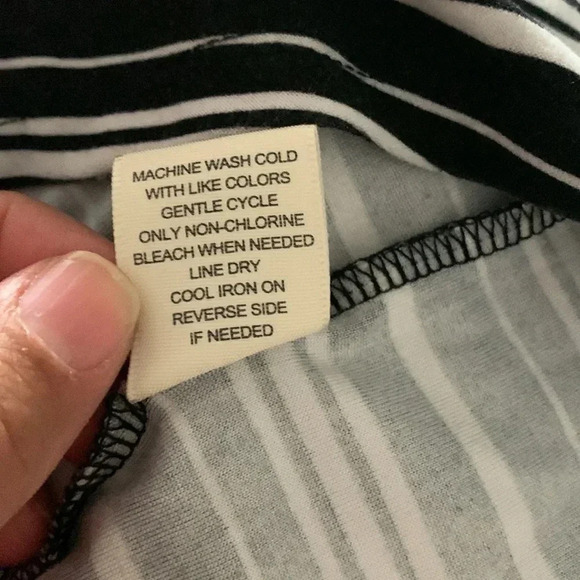 MACHINE WASH COLD
WITH LIKE COLORS
GENTLE CYCLE
ONLY NON-CHLORINE
BLEACH WHEN NEEDED
LINE DRY
COOL IRON ON
REVERSE SIDE
IF NEEDED